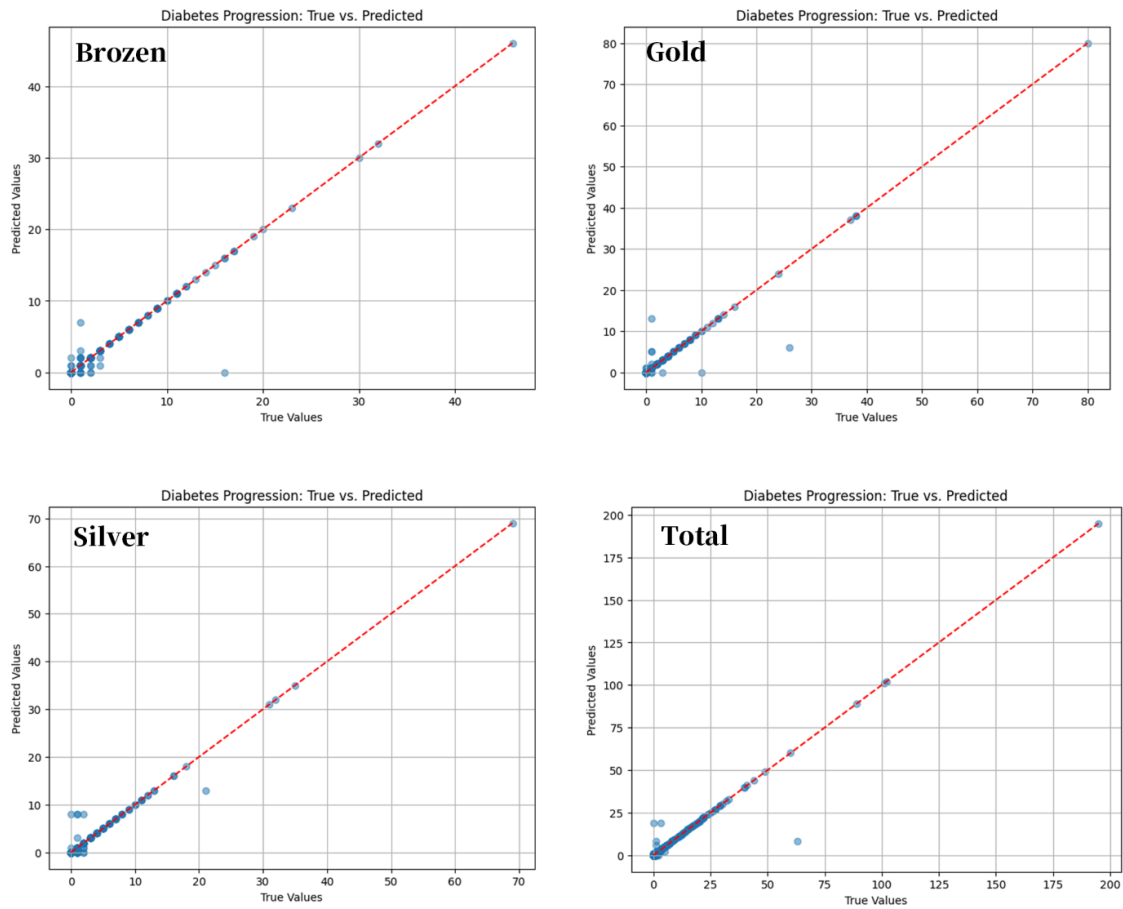 Diabetes Progression: True vs. Predicted
Brozen
Predicted Values
40
30
20
10
0
0 10 20 30 40
True Values
Diabetes Progression: True vs. Predicted
Gold
Predicted Values
80
70
60
50
40
30
20
10
0
0 10 20 30 40 50 60 70 80
True Values
Diabetes Progression: True vs. Predicted
Silver
Predicted Values
70
60
50
40
30
20
10
0
0 10 20 30 40 50 60 70
True Values
Diabetes Progression: True vs. Predicted
Total
Predicted Values
200
175
150
125
100
75
50
25
0
0 25 50 75 100 125 150 175 200
True Values